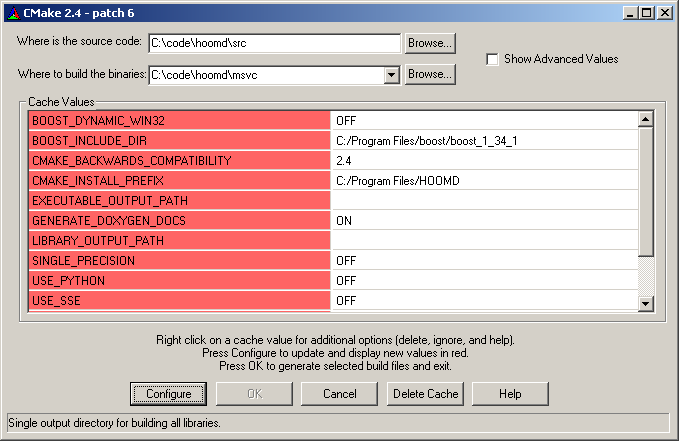 CMake 2.4 - patch 6
Where is the source code: C:\code\hoomd\src Browse...
Show Advanced Values
Where to build the binaries: C:\code\hoomd\msvc Browse...
Cache Values
BOOST_DYNAMIC_WIN32 OFF
BOOST_INCLUDE_DIR C:/Program Files/boost/boost_1_34_1
CMAKE_BACKWARDS_COMPATIBILITY 2.4
CMAKE_INSTALL_PREFIX C:/Program Files/HOOMD
EXECUTABLE_OUTPUT_PATH
GENERATE_DOXYGEN_DOCS ON
LIBRARY_OUTPUT_PATH
SINGLE_PRECISION OFF
USE_PYTHON OFF
USE_SSE OFF
Right click on a cache value for additional options (delete, ignore, and help).
Press Configure to update and display new values in red.
Press OK to generate selected build files and exit.
Configure OK Cancel Delete Cache Help
Single output directory for building all libraries.